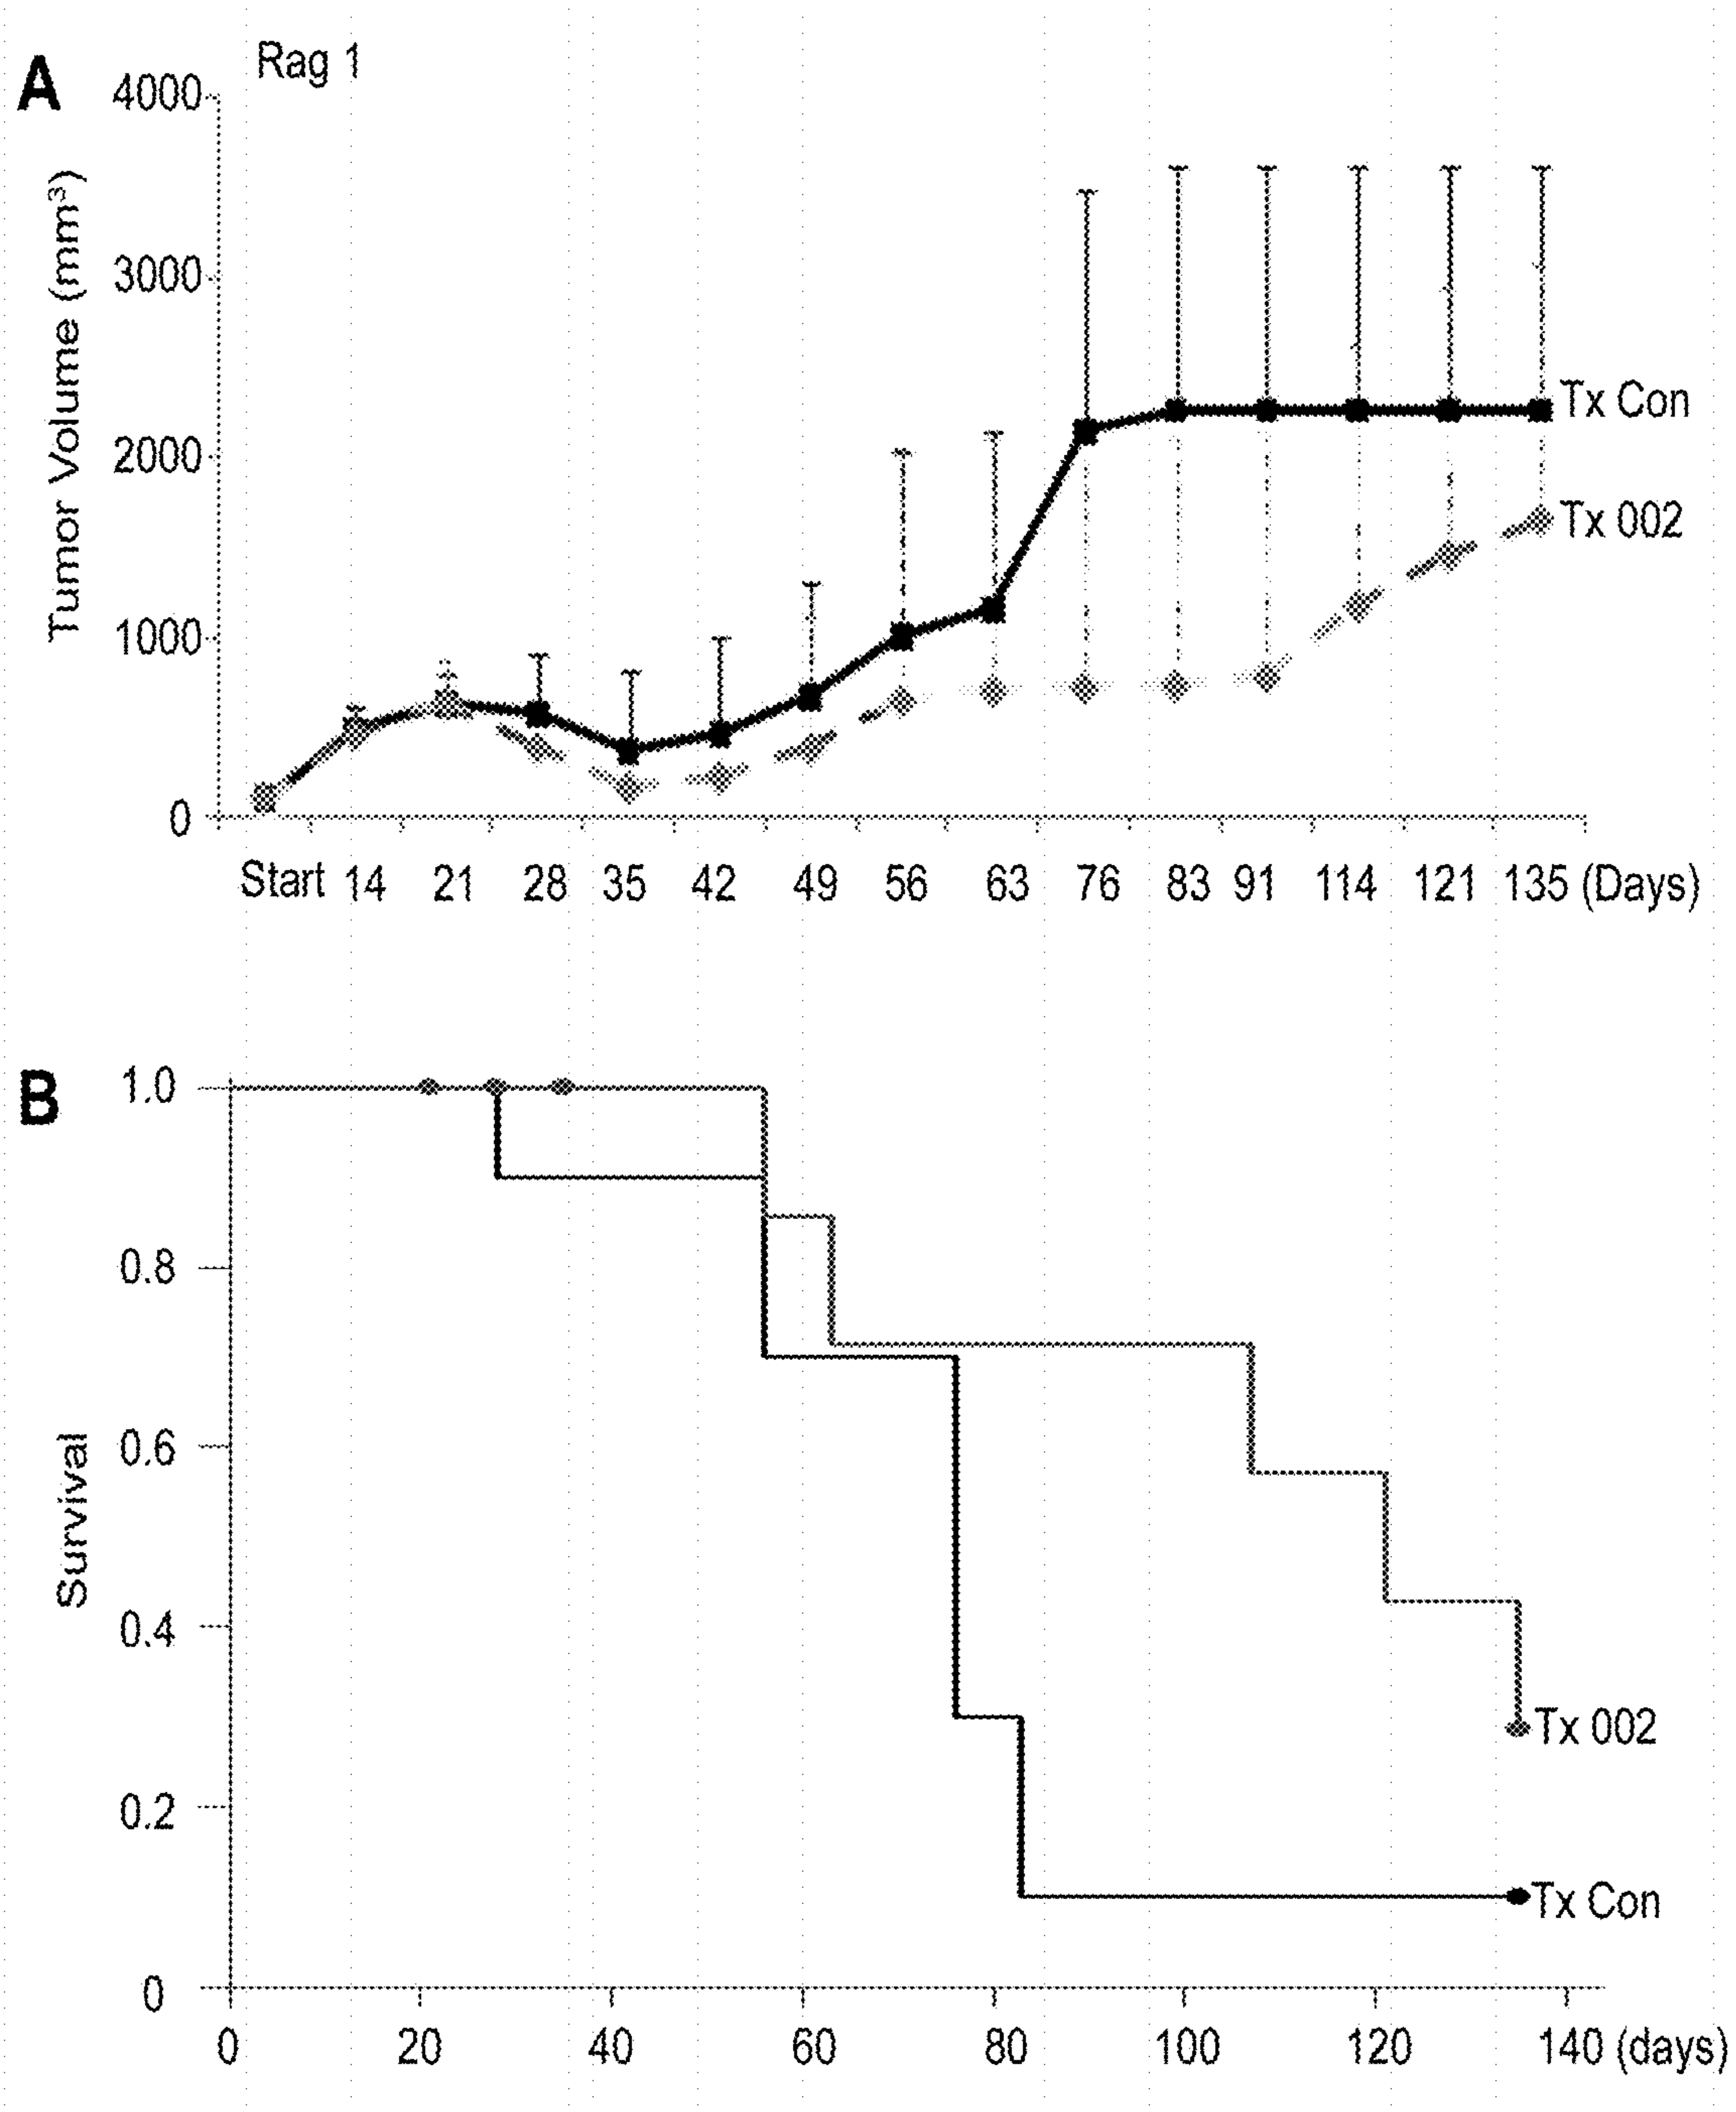 A
Rag 1
Tumor Volume (mm³)
4000
3000
2000
1000
0
Tx Con
Tx 002
Start 14 21 28 35 42 49 56 63 76 83 91 114 121 135 (Days)
B
Survival
1.0
0.8
0.6
0.4
0.2
0
Tx 002
Tx Con
0 20 40 60 80 100 120 140 (days)